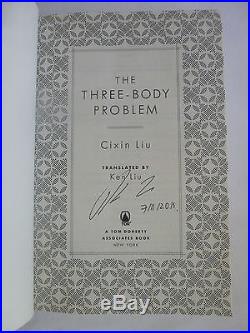 THE
THREE-BODY
PROBLEM
Cixin Liu
TRANSLATED BY
Ken Liu
A TOM DOHERTY
ASSOCIATES BOOK
NEW YORK